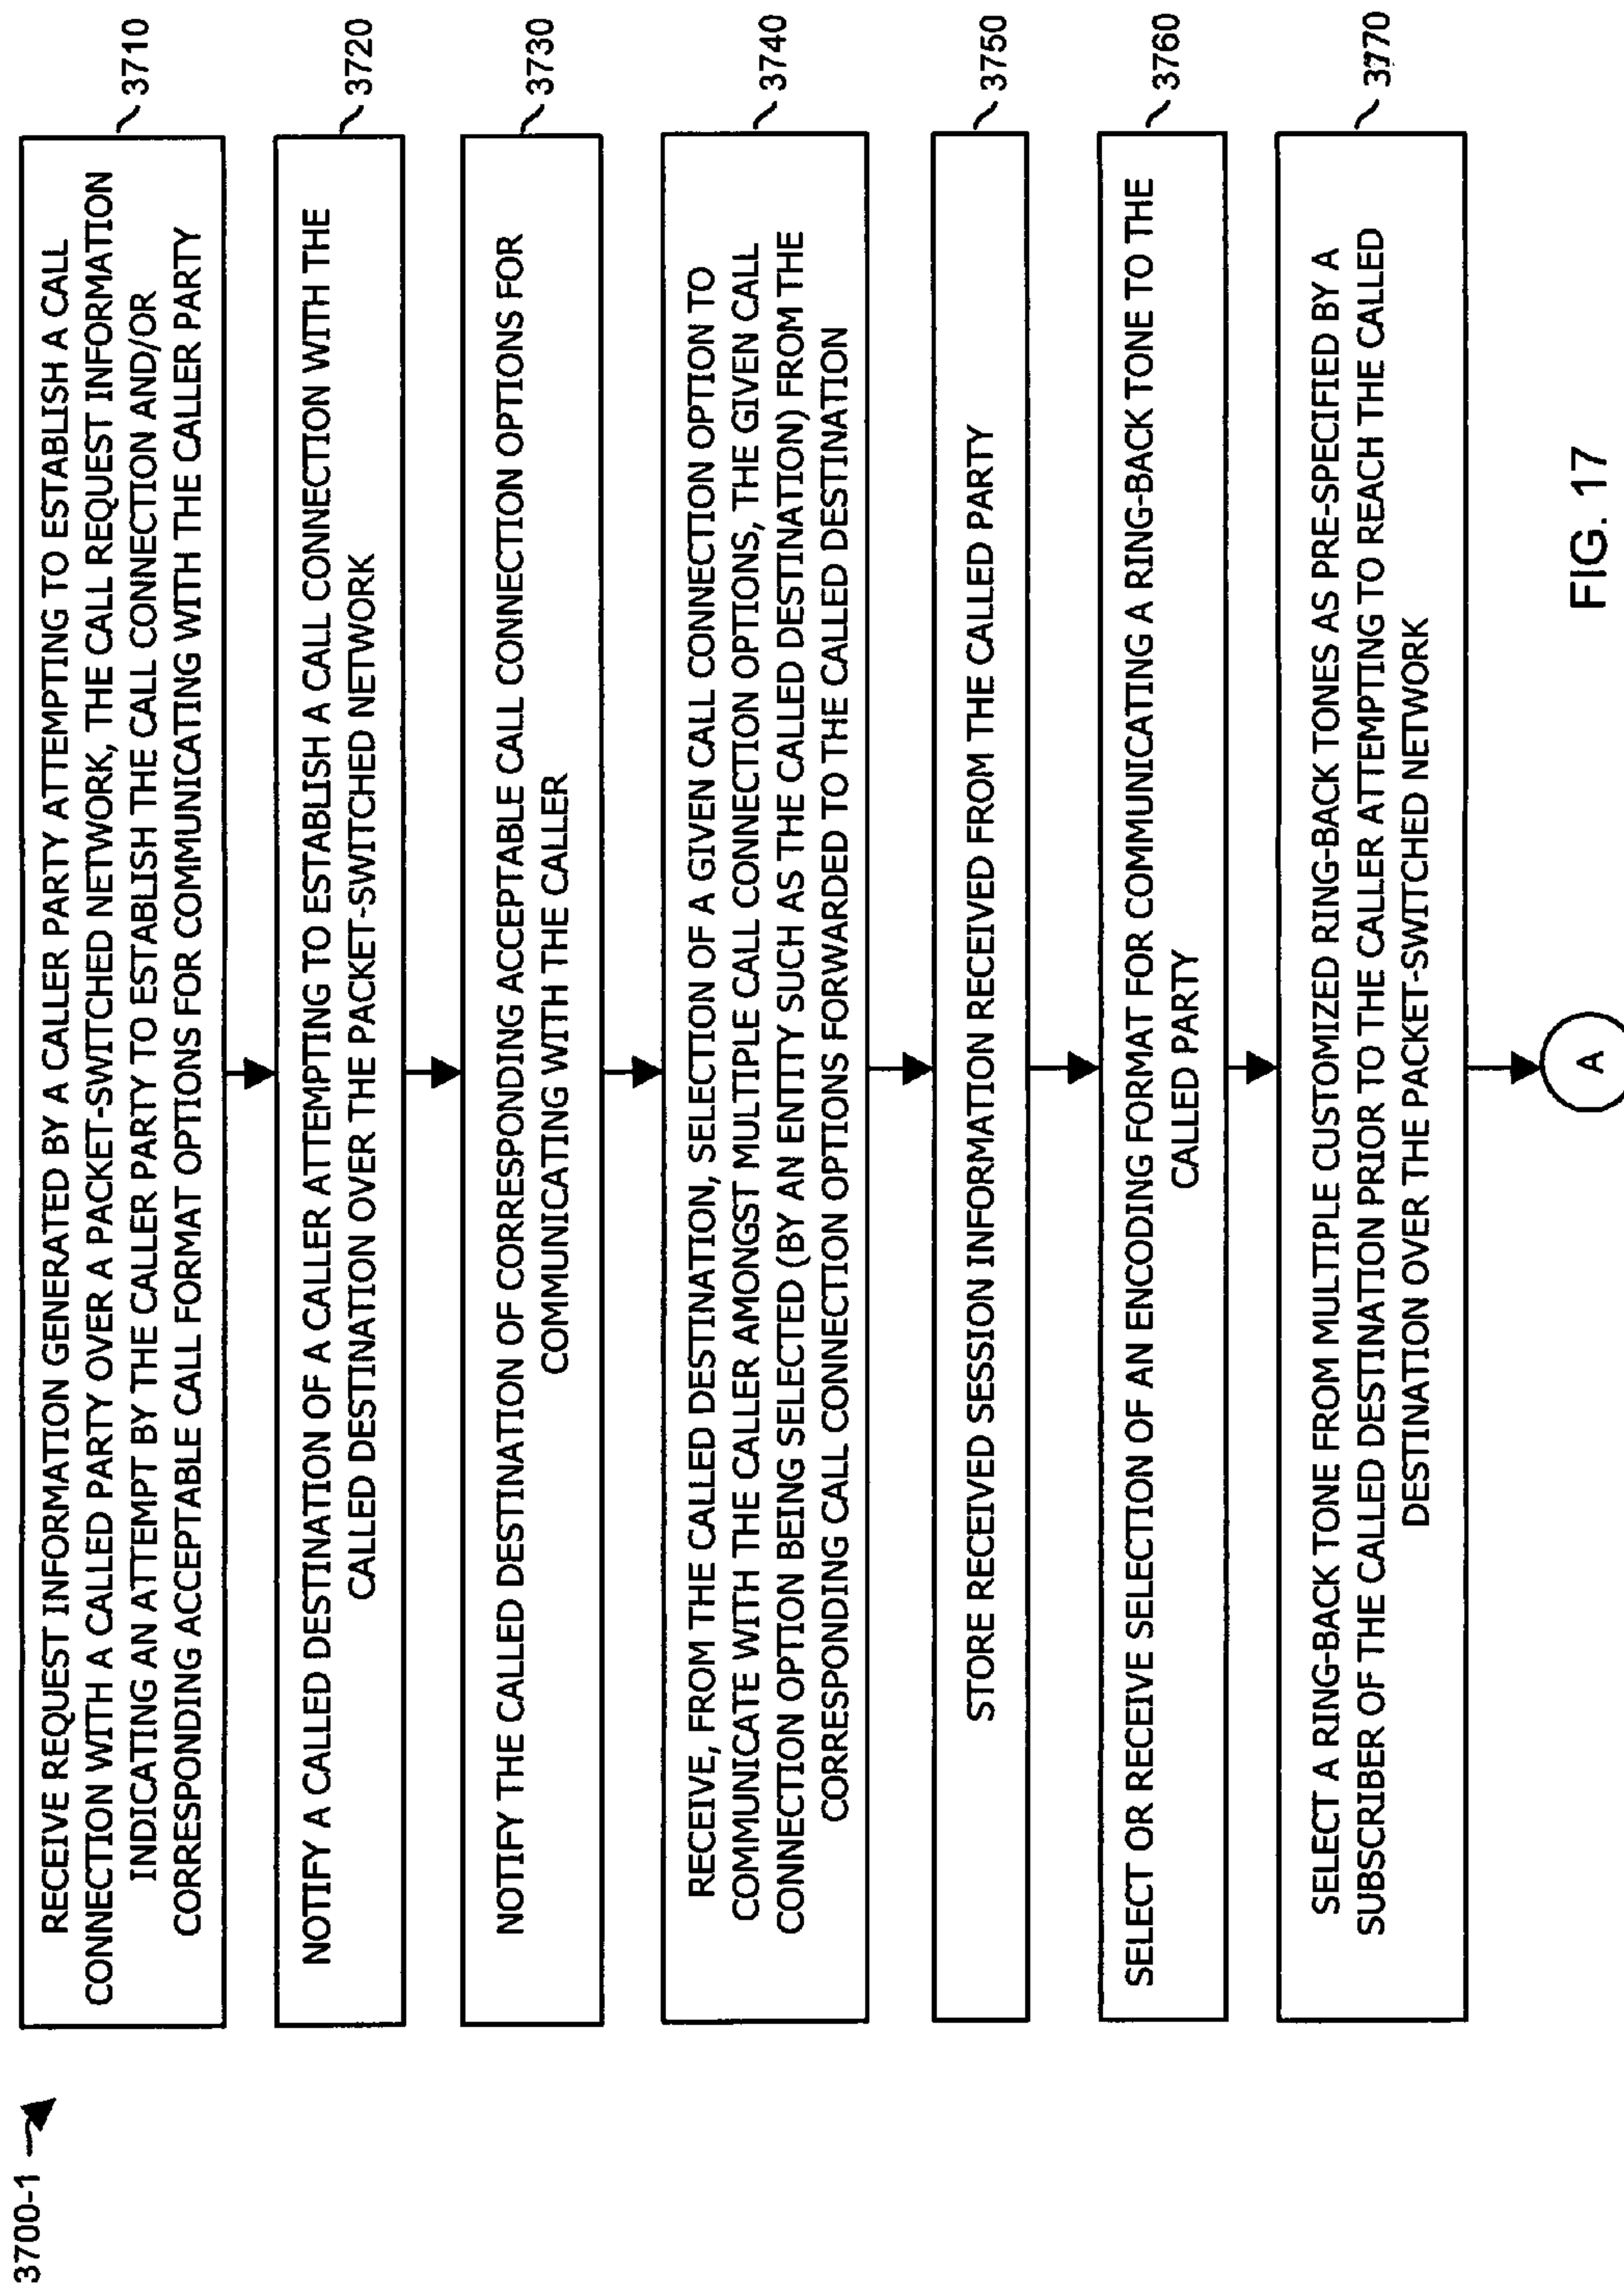 3700-1
RECEIVE REQUEST INFORMATION GENERATED BY A CALLER PARTY ATTEMPTING TO ESTABLISH A CALL
CONNECTION WITH A CALLED PARTY OVER A PACKET-SWITCHED NETWORK, THE CALL REQUEST INFORMATION
INDICATING AN ATTEMPT BY THE CALLER PARTY TO ESTABLISH THE CALL CONNECTION AND/OR
CORRESPONDING ACCEPTABLE CALL FORMAT OPTIONS FOR COMMUNICATING WITH THE CALLER PARTY
3710
NOTIFY A CALLED DESTINATION OF A CALLER ATTEMPTING TO ESTABLISH A CALL CONNECTION WITH THE
CALLED DESTINATION OVER THE PACKET-SWITCHED NETWORK
3720
NOTIFY THE CALLED DESTINATION OF CORRESPONDING ACCEPTABLE CALL CONNECTION OPTIONS FOR
COMMUNICATING WITH THE CALLER
3730
RECEIVE, FROM THE CALLED DESTINATION, SELECTION OF A GIVEN CALL CONNECTION OPTION TO
COMMUNICATE WITH THE CALLER AMONGST MULTIPLE CALL CONNECTION OPTIONS, THE GIVEN CALL
CONNECTION OPTION BEING SELECTED (BY AN ENTITY SUCH AS THE CALLED DESTINATION) FROM THE
CORRESPONDING CALL CONNECTION OPTIONS FORWARDED TO THE CALLED DESTINATION
3740
STORE RECEIVED SESSION INFORMATION RECEIVED FROM THE CALLED PARTY
3750
SELECT OR RECEIVE SELECTION OF AN ENCODING FORMAT FOR COMMUNICATING A RING-BACK TONE TO THE
CALLED PARTY
3760
SELECT A RING-BACK TONE FROM MULTIPLE CUSTOMIZED RING-BACK TONES AS PRE-SPECIFIED BY A
SUBSCRIBER OF THE CALLED DESTINATION PRIOR TO THE CALLER ATTEMPTING TO REACH THE CALLED
DESTINATION OVER THE PACKET-SWITCHED NETWORK
3770
A
FIG. 17